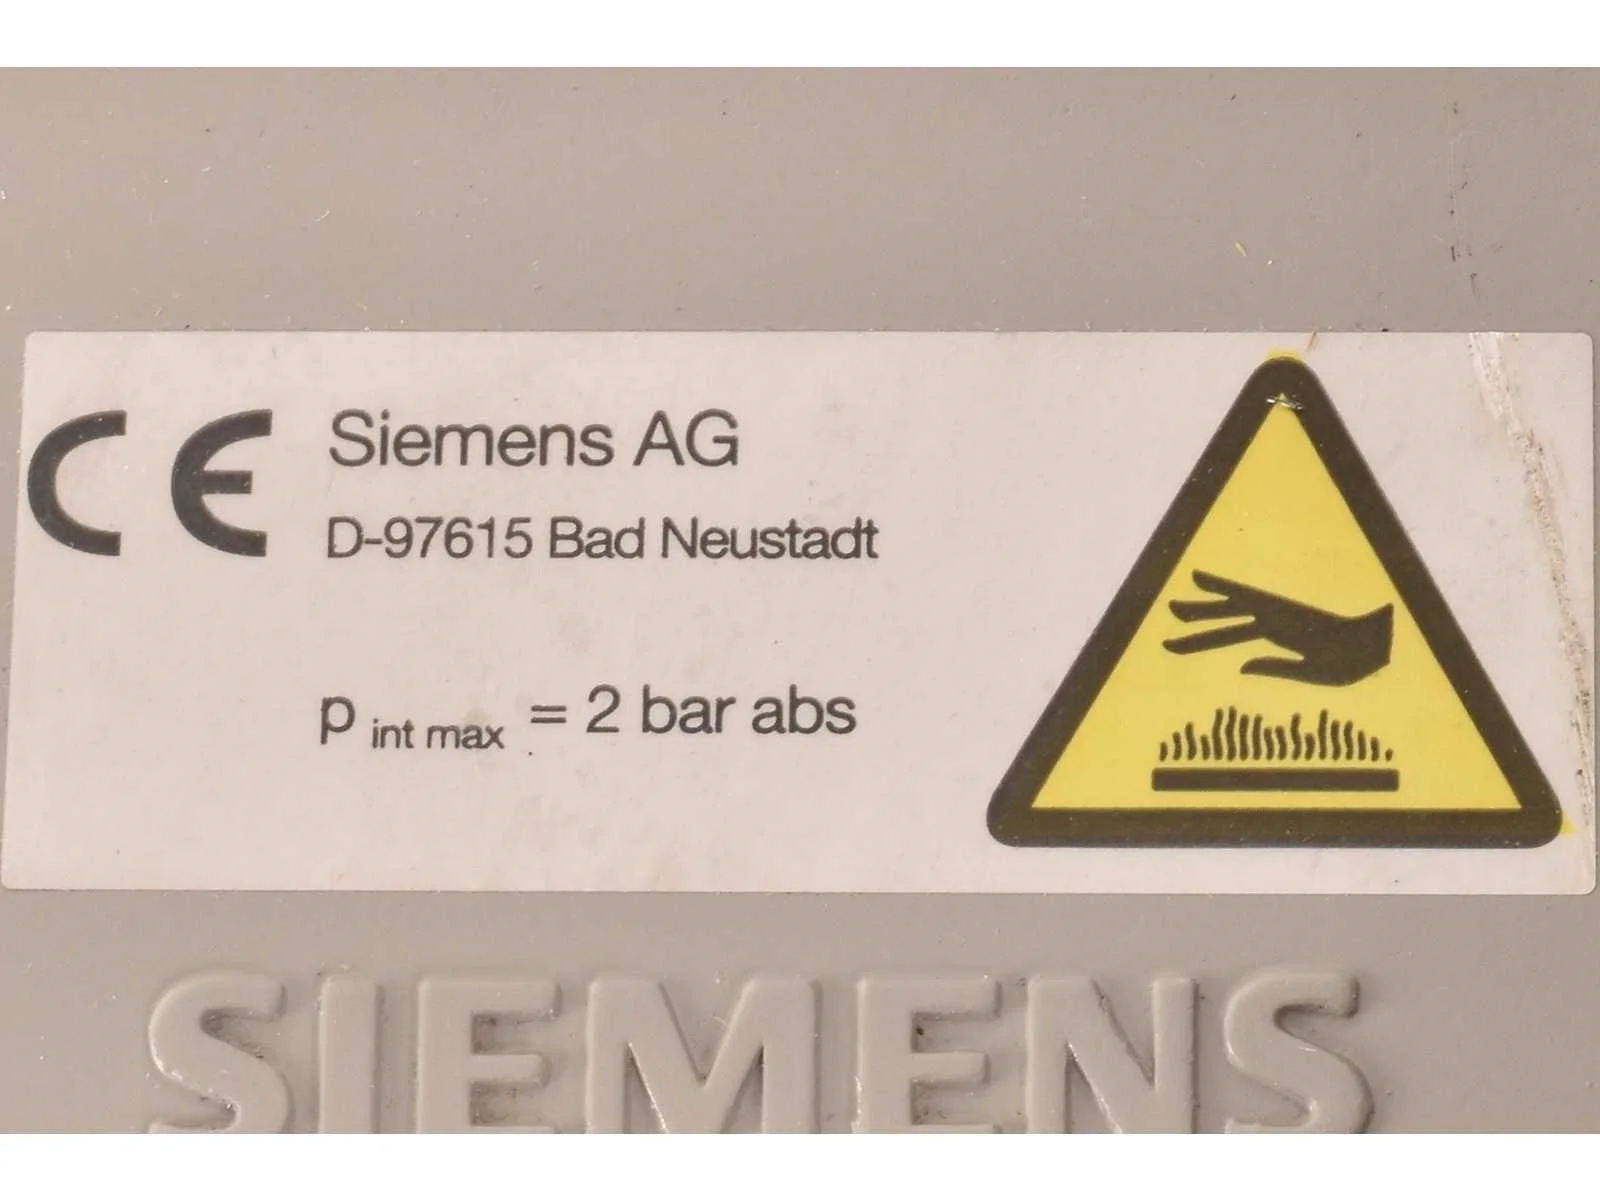 CE
Siemens AG
D-97615 Bad Neustadt
p int max = 2 bar abs
SIEMENS